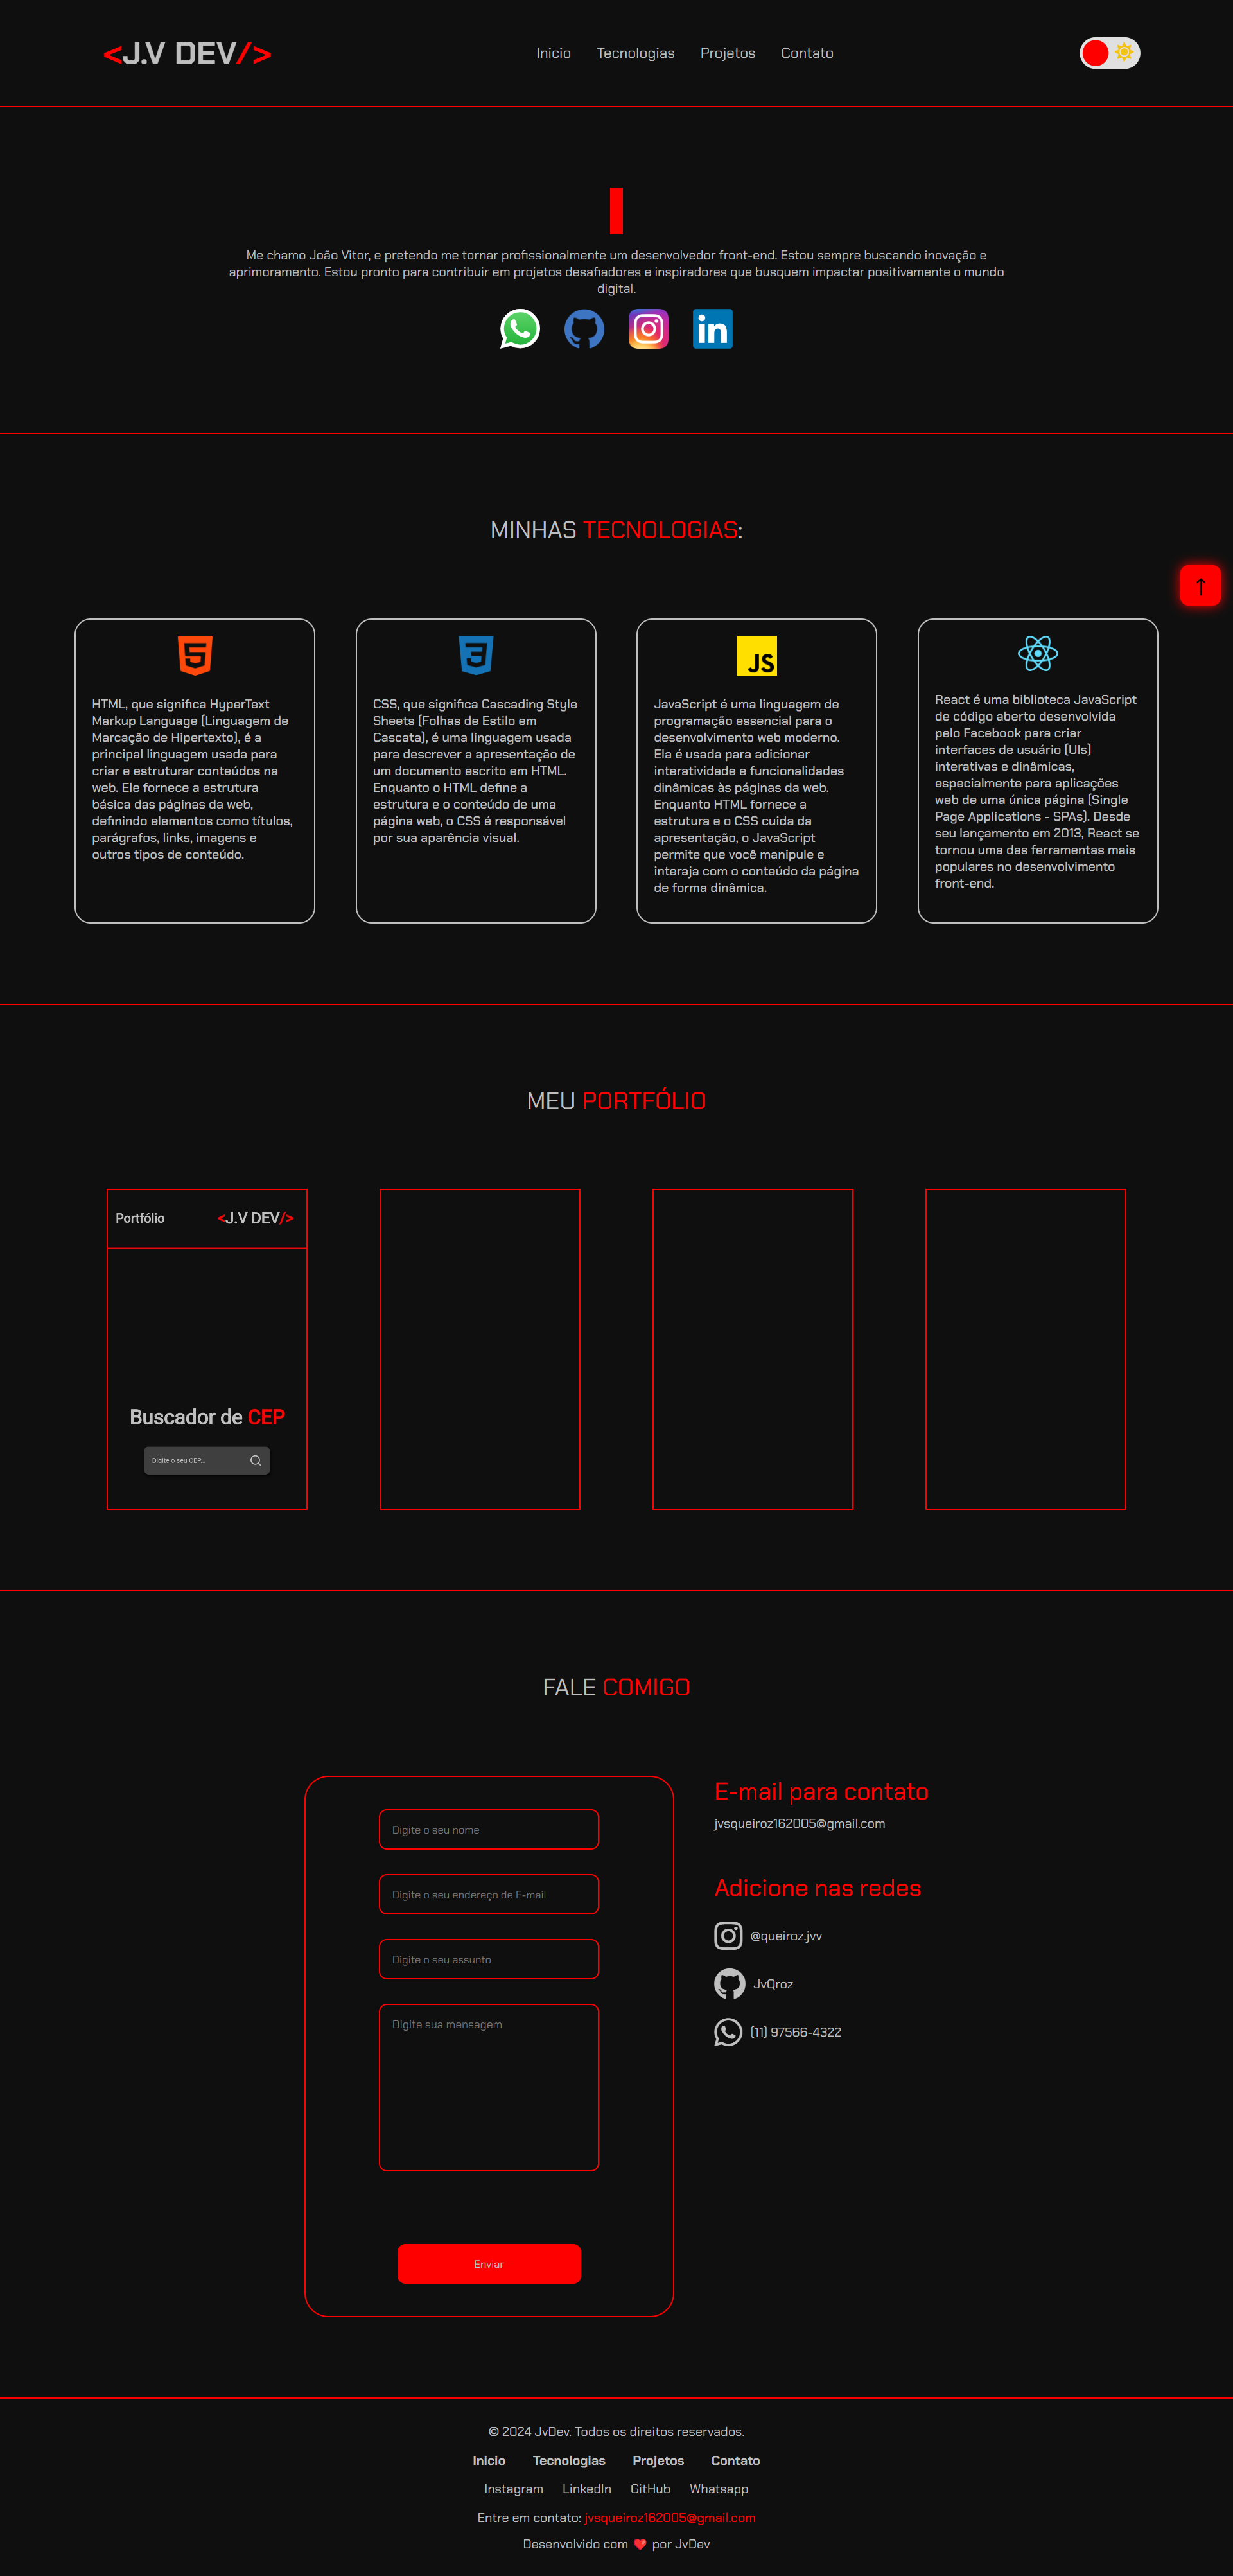 <J.V DEV/>
Inicio Tecnologias Projetos Contato
Me chamo João Vitor, e pretendo me tornar profissionalmente um desenvolvedor front-end. Estou sempre buscando inovação e
aprimoramento. Estou pronto para contribuir em projetos desafiadores e inspiradores que busquem impactar positivamente o mundo
digital.
MINHAS TECNOLOGIAS:
HTML, que significa HyperText
Markup Language (Linguagem de
Marcação de Hipertexto), é a
principal linguagem usada para
criar e estruturar conteúdos na
web. Ele fornece a estrutura
básica das páginas da web,
definindo elementos como títulos,
parágrafos, links, imagens e
outros tipos de conteúdo.
CSS, que significa Cascading Style
Sheets (Folhas de Estilo em
Cascata), é uma linguagem usada
para descrever a apresentação de
um documento escrito em HTML.
Enquanto o HTML define a
estrutura e o conteúdo de uma
página web, o CSS é responsável
por sua aparência visual.
JS
JavaScript é uma linguagem de
programação essencial para o
desenvolvimento web moderno.
Ela é usada para adicionar
interatividade e funcionalidades
dinâmicas às páginas da web.
Enquanto HTML fornece a
estrutura e o CSS cuida da
apresentação, o JavaScript
permite que você manipule e
interaja com o conteúdo da página
de forma dinâmica.
React é uma biblioteca JavaScript
de código aberto desenvolvida
pelo Facebook para criar
interfaces de usuário (UIs)
interativas e dinâmicas,
especialmente para aplicações
web de uma única página (Single
Page Applications - SPAs). Desde
seu lançamento em 2013, React se
tornou uma das ferramentas mais
populares no desenvolvimento
front-end.
MEU PORTFÓLIO
Portfólio <J.V DEV/>
Buscador de CEP
Digite o seu CEP...
FALE COMIGO
Digite o seu nome
Digite o seu endereço de E-mail
Digite o seu assunto
Digite sua mensagem
Enviar
E-mail para contato
jvsqueiroz162005@gmail.com
Adicione nas redes
@queiroz.jvv
JvQroz
(11) 97566-4322
© 2024 JvDev. Todos os direitos reservados.
Inicio Tecnologias Projetos Contato
Instagram LinkedIn GitHub Whatsapp
Entre em contato: jvsqueiroz162005@gmail.com
Desenvolvido com ❤️ por JvDev